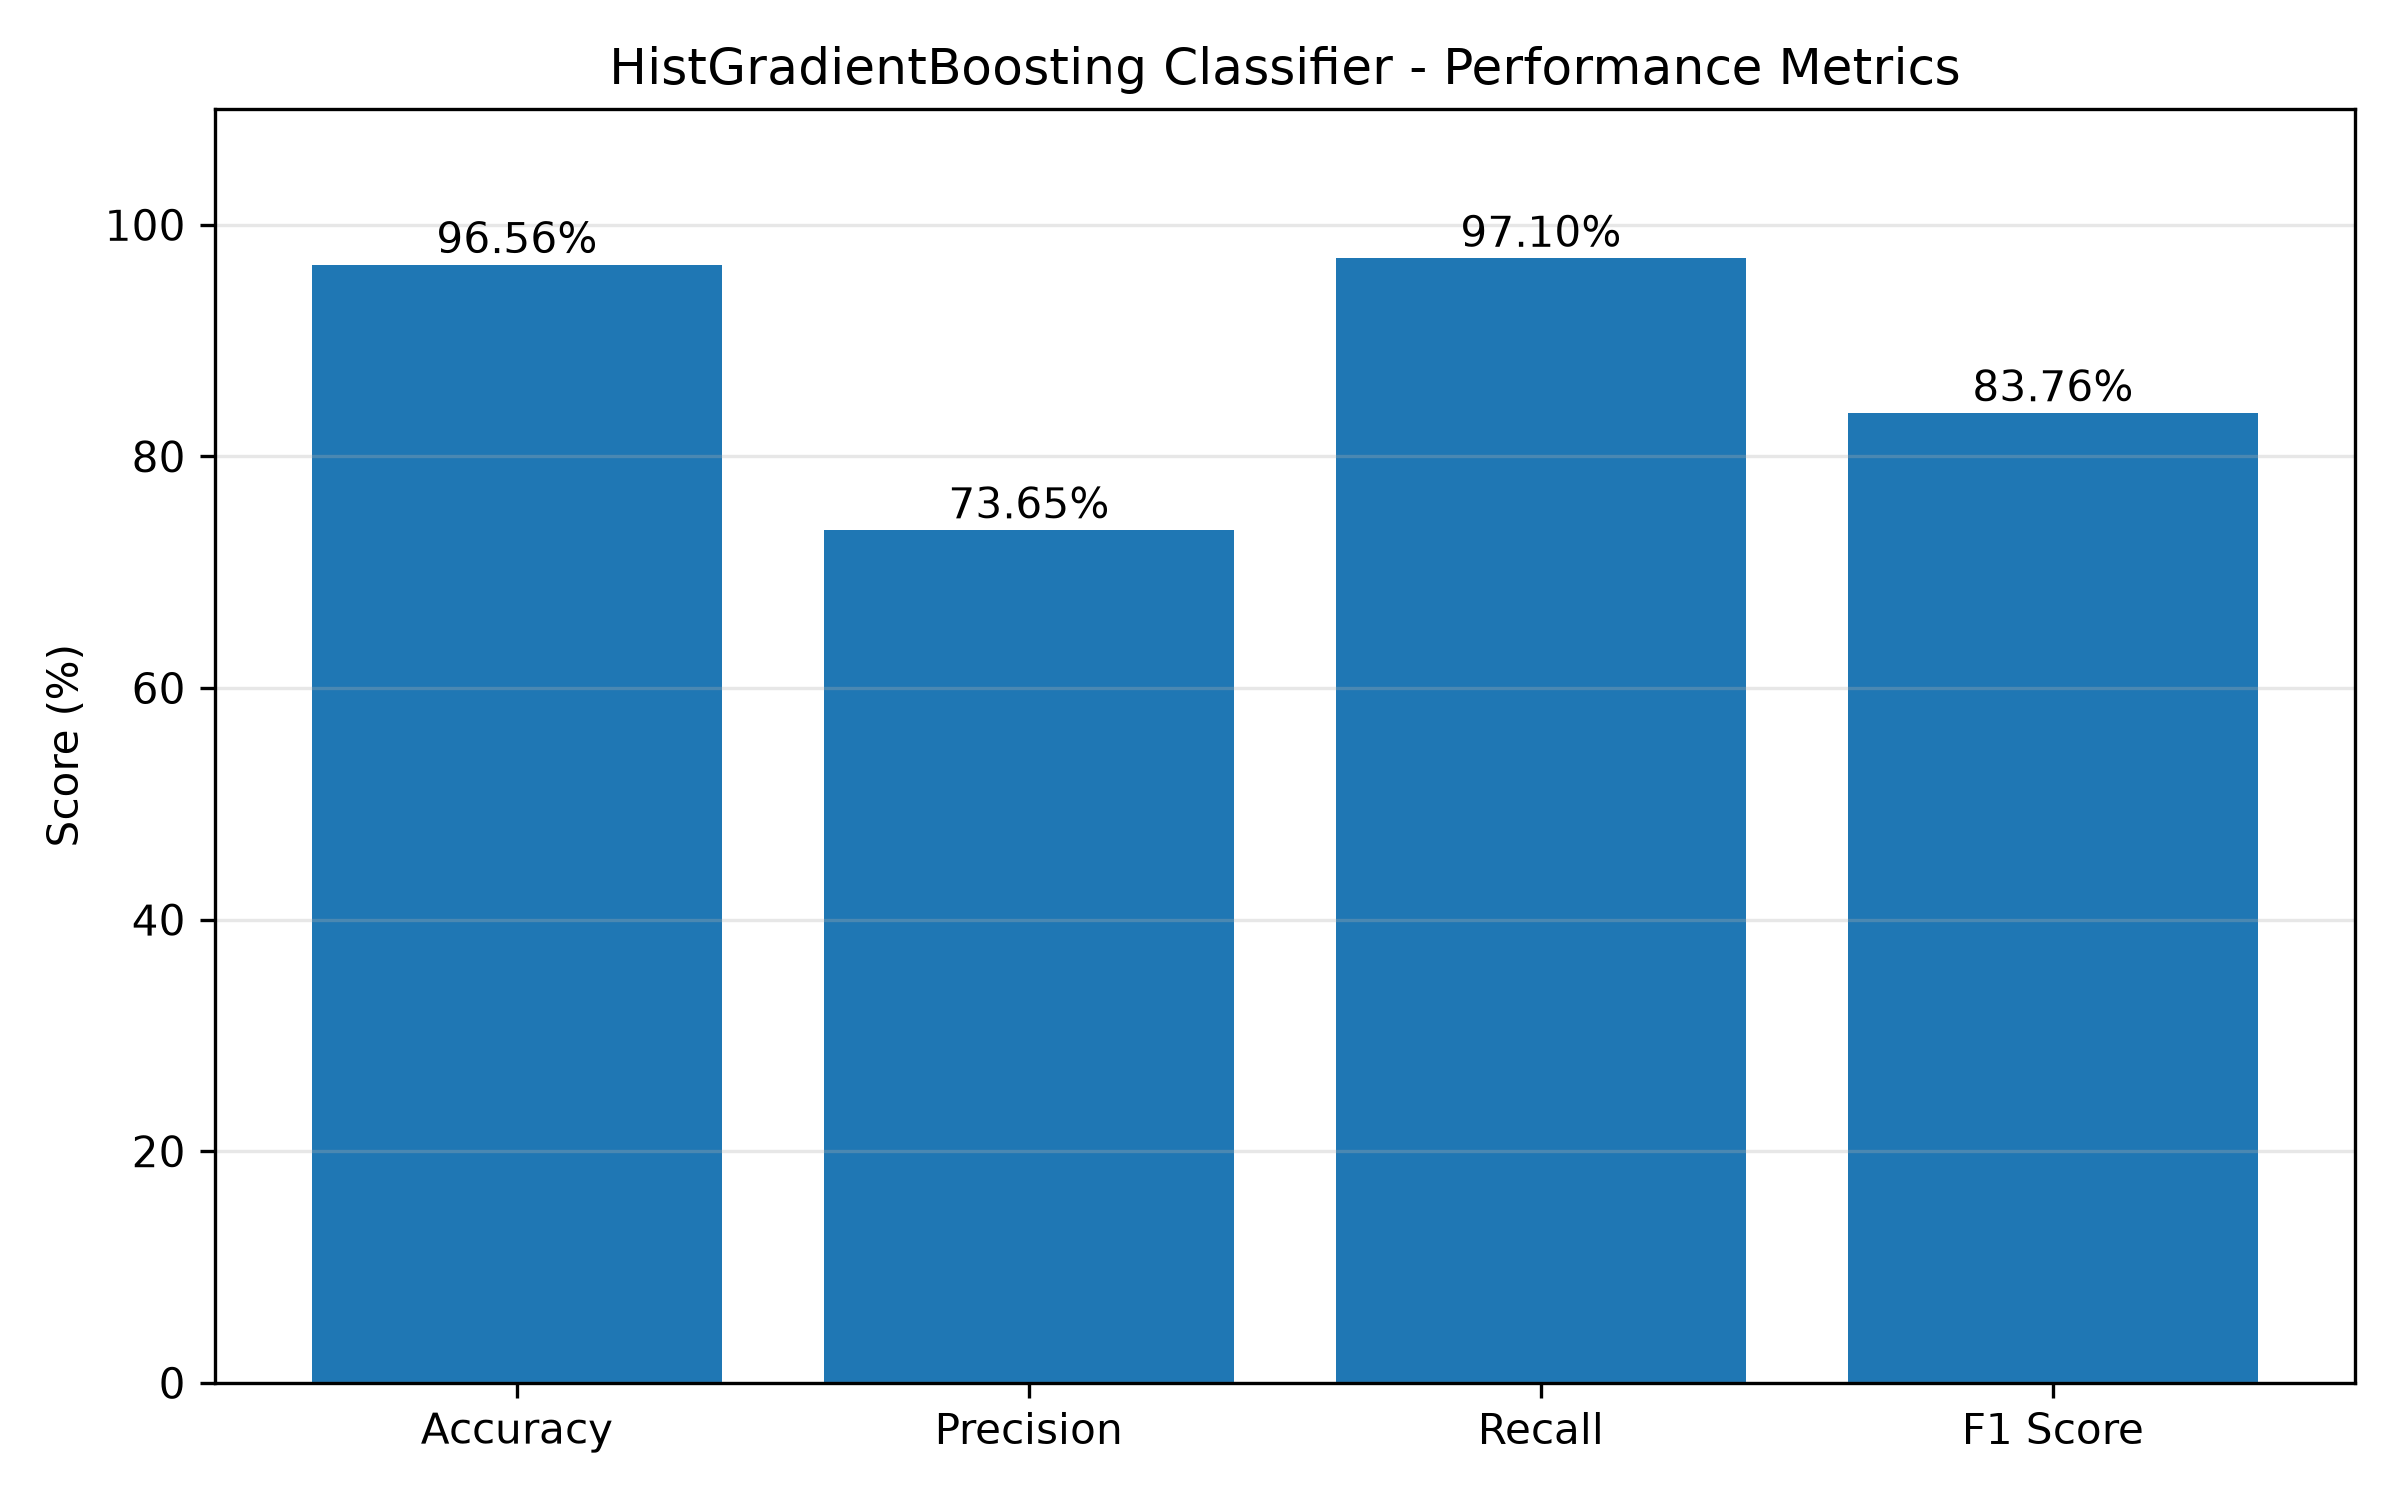 HistGradientBoosting Classifier - Performance Metrics
Score (%)
100
80
60
40
20
0
96.56%
73.65%
97.10%
83.76%
Accuracy
Precision
Recall
F1 Score